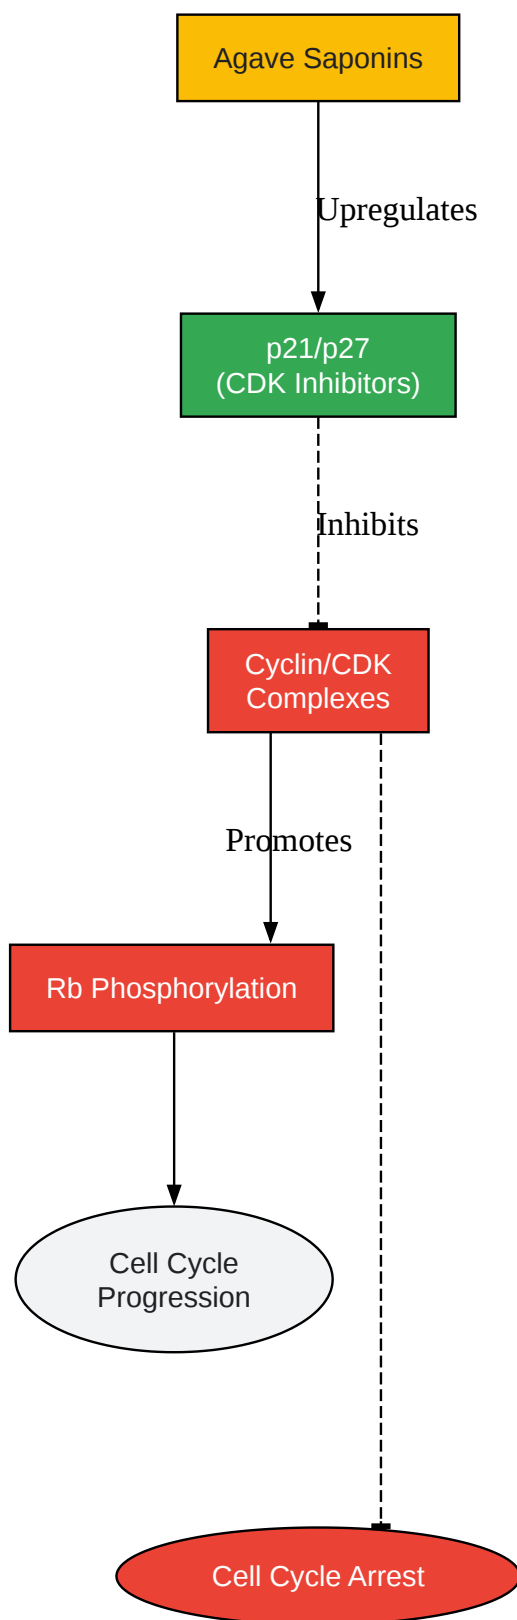 Agave Saponins
Upregulates
p21/p27
(CDK Inhibitors)
Inhibits
Cyclin/CDK
Complexes
Promotes
Rb Phosphorylation
Cell Cycle
Progression
Cell Cycle Arrest